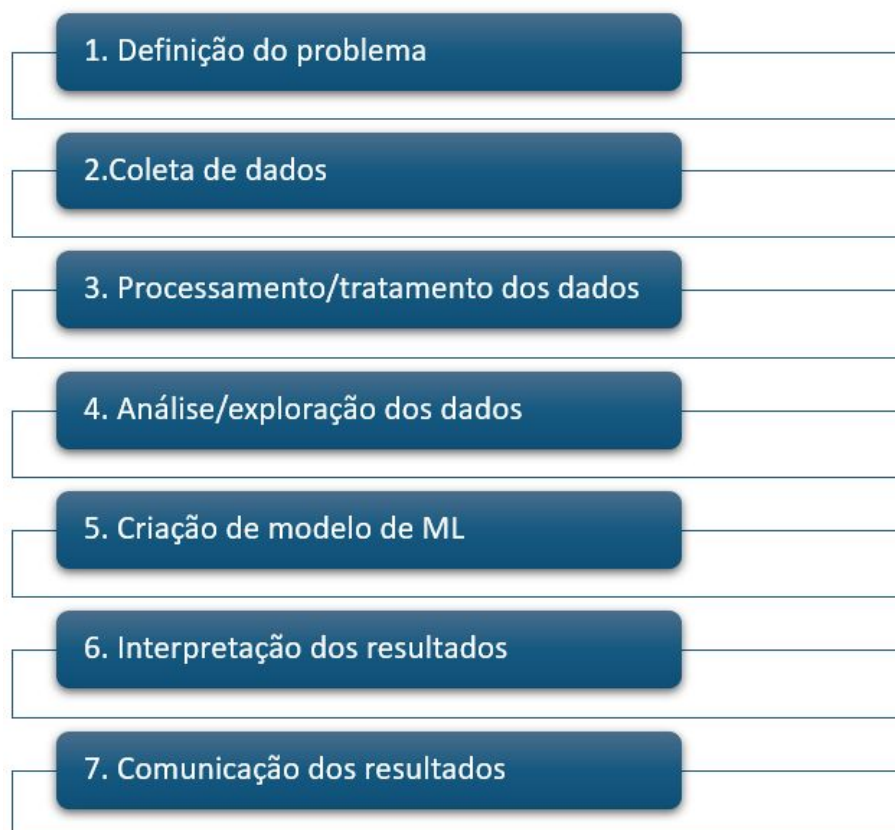 1. Definição do problema
2.Coleta de dados
3. Processamento/tratamento dos dados
4. Análise/exploração dos dados
5. Criação de modelo de ML
6. Interpretação dos resultados
7. Comunicação dos resultados